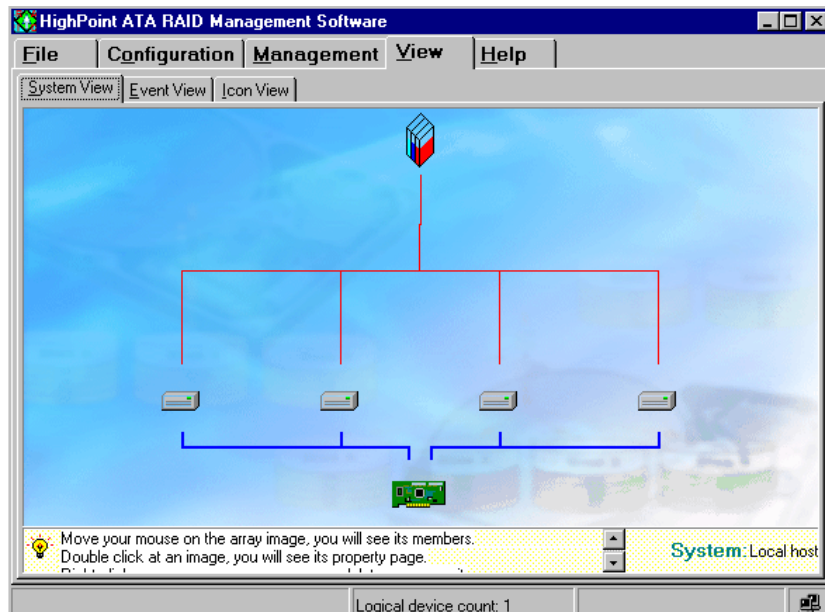 HighPoint ATA RAID Management Software
File Configuration Management View Help
System View Event View Icon View
Move your mouse on the array image, you will see its members.
Double click at an image, you will see its property page.
System: Local host
Logical device count: 1